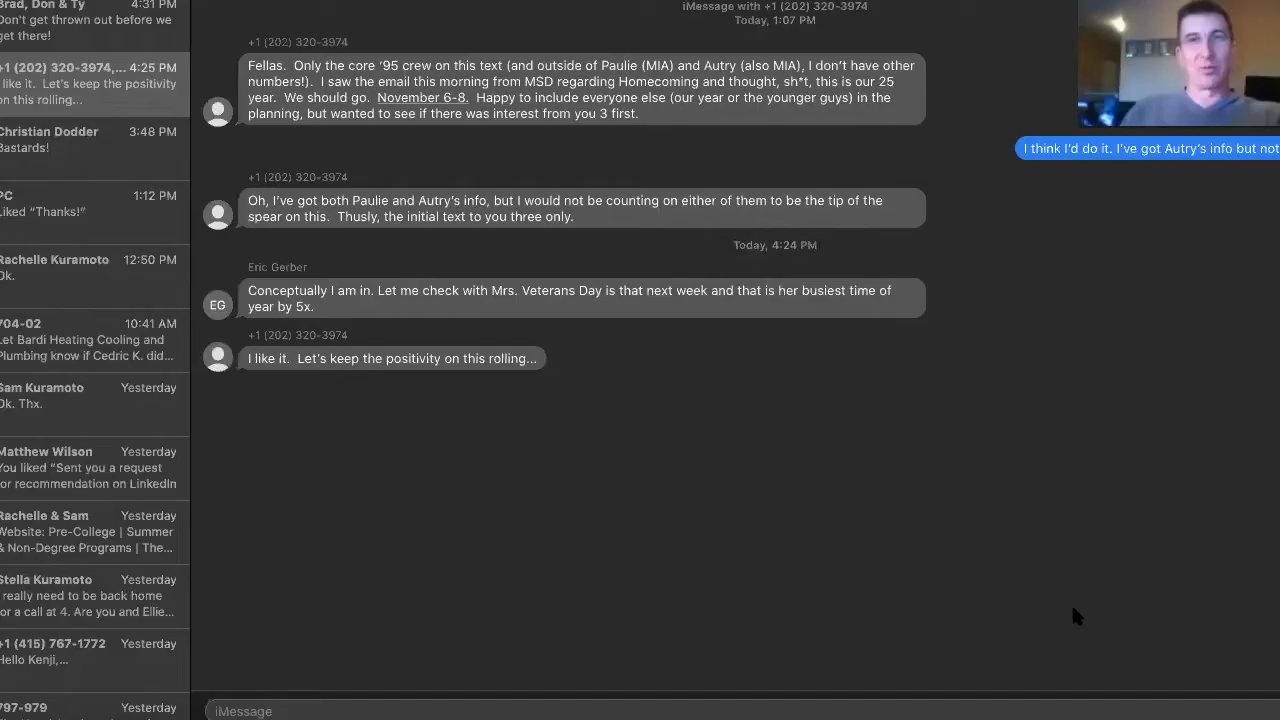 Brad, Don & Ty 4:31 PM
Don't get thrown out before we
get there!
+1 (202) 320-3974,... 4:25 PM
like it. Let's keep the positivity
on this rolling...
Christian Dodder 3:48 PM
Bastards!
PC 1:12 PM
Liked “Thanks!”
Rachelle Kuramoto 12:50 PM
Ok.
704-02 10:41 AM
Let Bardi Heating Cooling and
Plumbing know if Cedric K. did...
Sam Kuramoto Yesterday
Ok. Thx.
Matthew Wilson Yesterday
You liked “Sent you a request
or recommendation on LinkedIn
Rachelle & Sam Yesterday
Website: Pre-College | Summer
& Non-Degree Programs | The...
Stella Kuramoto Yesterday
really need to be back home
or a call at 4. Are you and Ellie...
+1 (415) 767-1772 Yesterday
Hello Kenji,...
797-979 Yesterday
iMessage with +1 (202) 320-3974
Today, 1:07 PM
+1 (202) 320-3974
Fellas. Only the core '95 crew on this text (and outside of Paulie (MIA) and Autry (also MIA), I don't have other
numbers!). I saw the email this morning from MSD regarding Homecoming and thought, sh*t, this is our 25
year. We should go. November 6-8. Happy to include everyone else (our year or the younger guys) in the
planning, but wanted to see if there was interest from you 3 first.
I think I'd do it. I've got Autry's info but not
+1 (202) 320-3974
Oh, I've got both Paulie and Autry's info, but I would not be counting on either of them to be the tip of the
spear on this. Thusly, the initial text to you three only.
Today, 4:24 PM
Eric Gerber
EG
Conceptually I am in. Let me check with Mrs. Veterans Day is that next week and that is her busiest time of
year by 5x.
+1 (202) 320-3974
I like it. Let's keep the positivity on this rolling...
iMessage